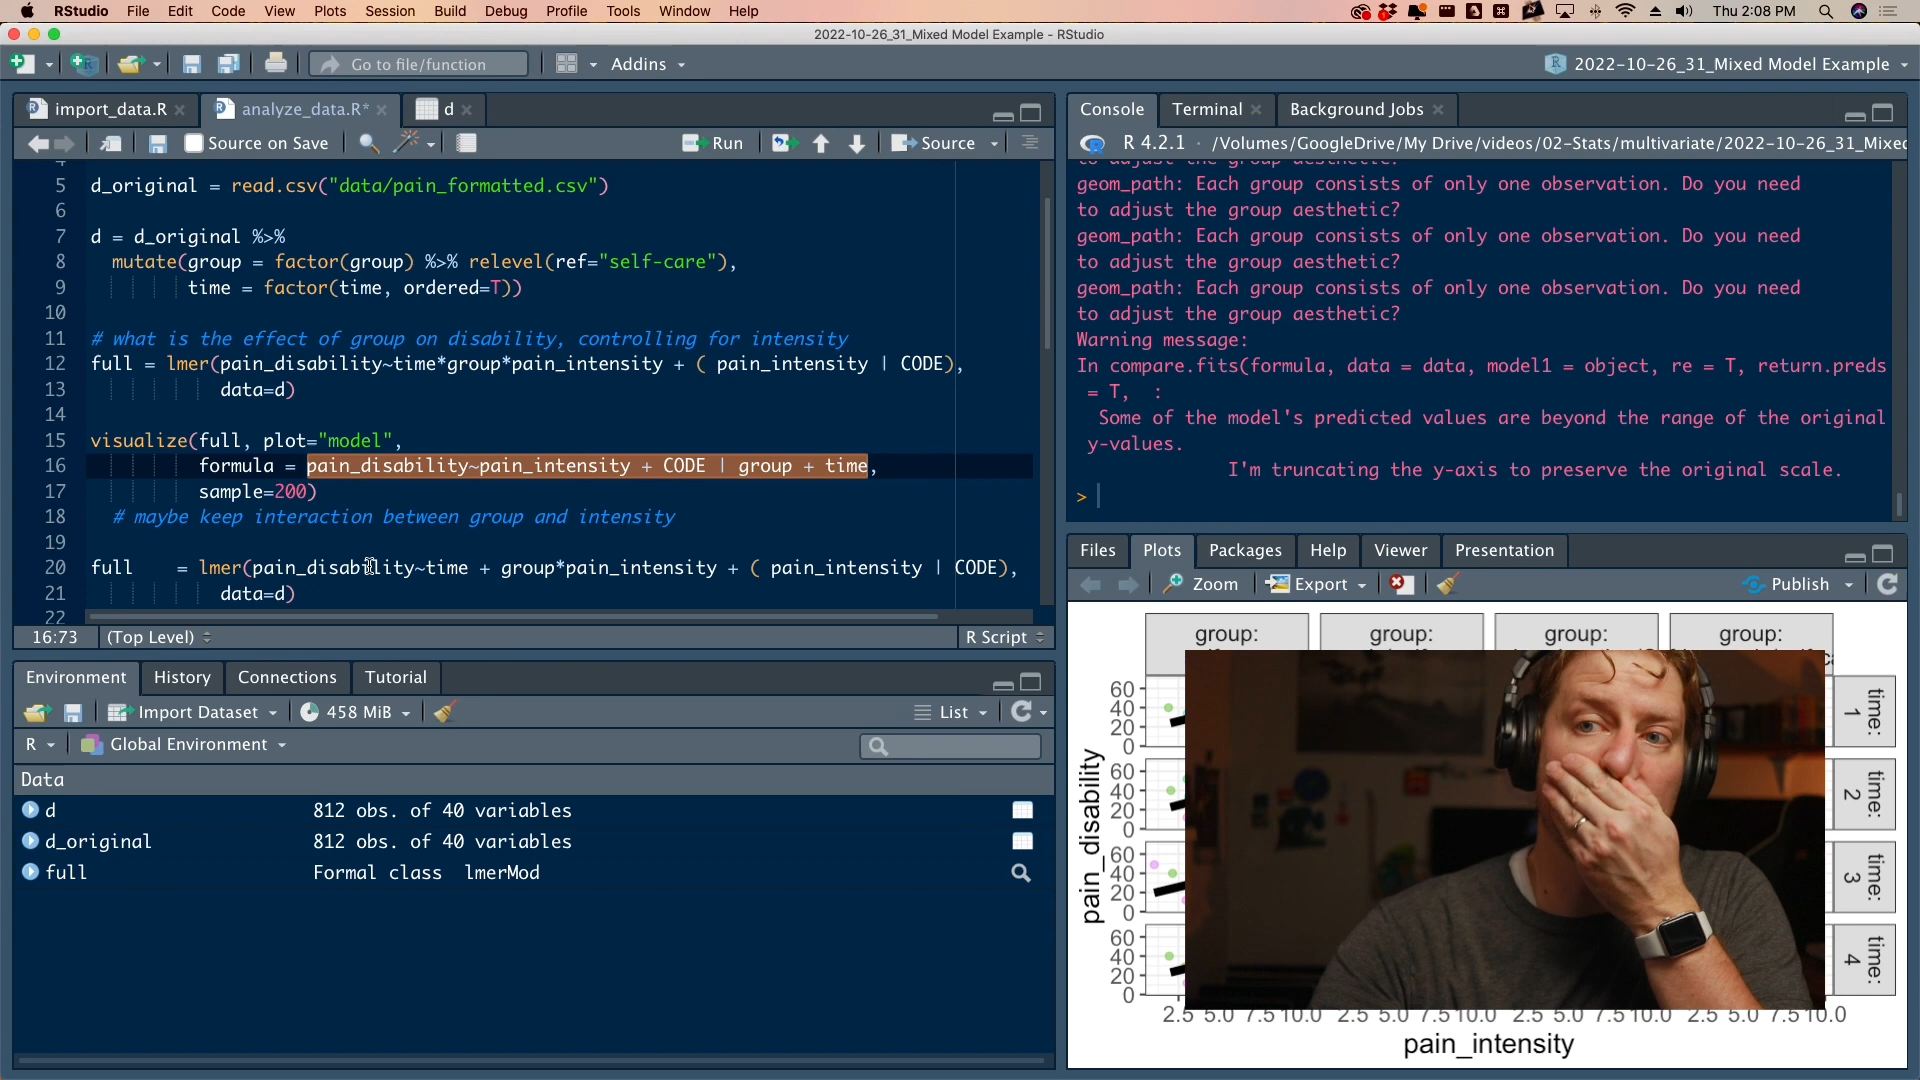 RStudio File Edit Code View Plots Session Build Debug Profile Tools Window Help Thu 2:08 PM
2022-10-26_31_Mixed Model Example - RStudio
Go to file/function Addins 2022-10-26_31_Mixed Model Example
import_data.R analyze_data.R* d
Source on Save Run Source
4
5 d_original = read.csv("data/pain_formatted.csv")
6
7 d = d_original %>%
8 mutate(group = factor(group) %>% relevel(ref="self-care"),
9 time = factor(time, ordered=T))
10
11 # what is the effect of group on disability, controlling for intensity
12 full = lmer(pain_disability~time*group*pain_intensity + ( pain_intensity | CODE),
13 data=d)
14
15 visualize(full, plot="model",
16 formula = pain_disability~pain_intensity + CODE | group + time,
17 sample=200)
18 # maybe keep interaction between group and intensity
19
20 full = lmer(pain_disability~time + group*pain_intensity + ( pain_intensity | CODE),
21 data=d)
22
16:73 (Top Level) R Script
Environment History Connections Tutorial
Import Dataset 458 MiB List
R Global Environment
Data
d 812 obs. of 40 variables
d_original 812 obs. of 40 variables
full Formal class lmerMod
Console Terminal Background Jobs
R 4.2.1 · /Volumes/GoogleDrive/My Drive/videos/02-Stats/multivariate/2022-10-26_31_Mixed
to adjust the group aesthetic?
geom_path: Each group consists of only one observation. Do you need
to adjust the group aesthetic?
geom_path: Each group consists of only one observation. Do you need
to adjust the group aesthetic?
geom_path: Each group consists of only one observation. Do you need
to adjust the group aesthetic?
Warning message:
In compare.fits(formula, data = data, model1 = object, re = T, return.preds
= T, :
Some of the model's predicted values are beyond the range of the original
y-values.
I'm truncating the y-axis to preserve the original scale.
>
Files Plots Packages Help Viewer Presentation
Zoom Export Publish
group: group: group: group:
60
40
20
0
time: 1
60
40
20
0
time: 2
60
40
20
0
time: 3
60
40
20
0
time: 4
pain_disability
2.5 5.0 7.5 10.0 2.5 5.0 7.5 10.0 2.5 5.0 7.5 10.0 2.5 5.0 7.5 10.0
pain_intensity